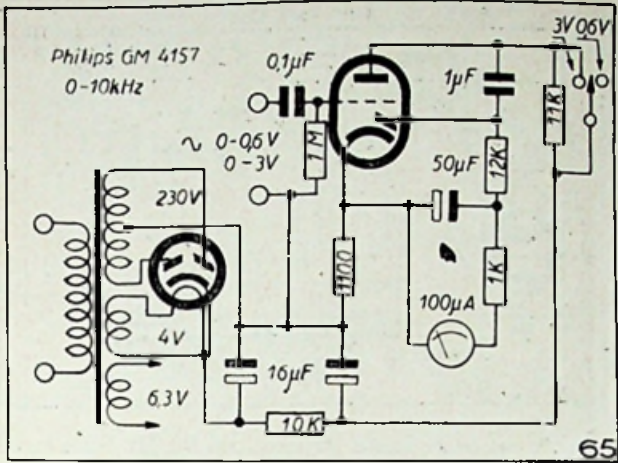 Philips GM 4157
0-10kHz
0,1µF
1µF
3V 0,6V
11K
∿ 0-0,6V
0-3V
1M
50µF
12K
230V
1100
1K
100µA
4V
16µF
6,3V
10K
65